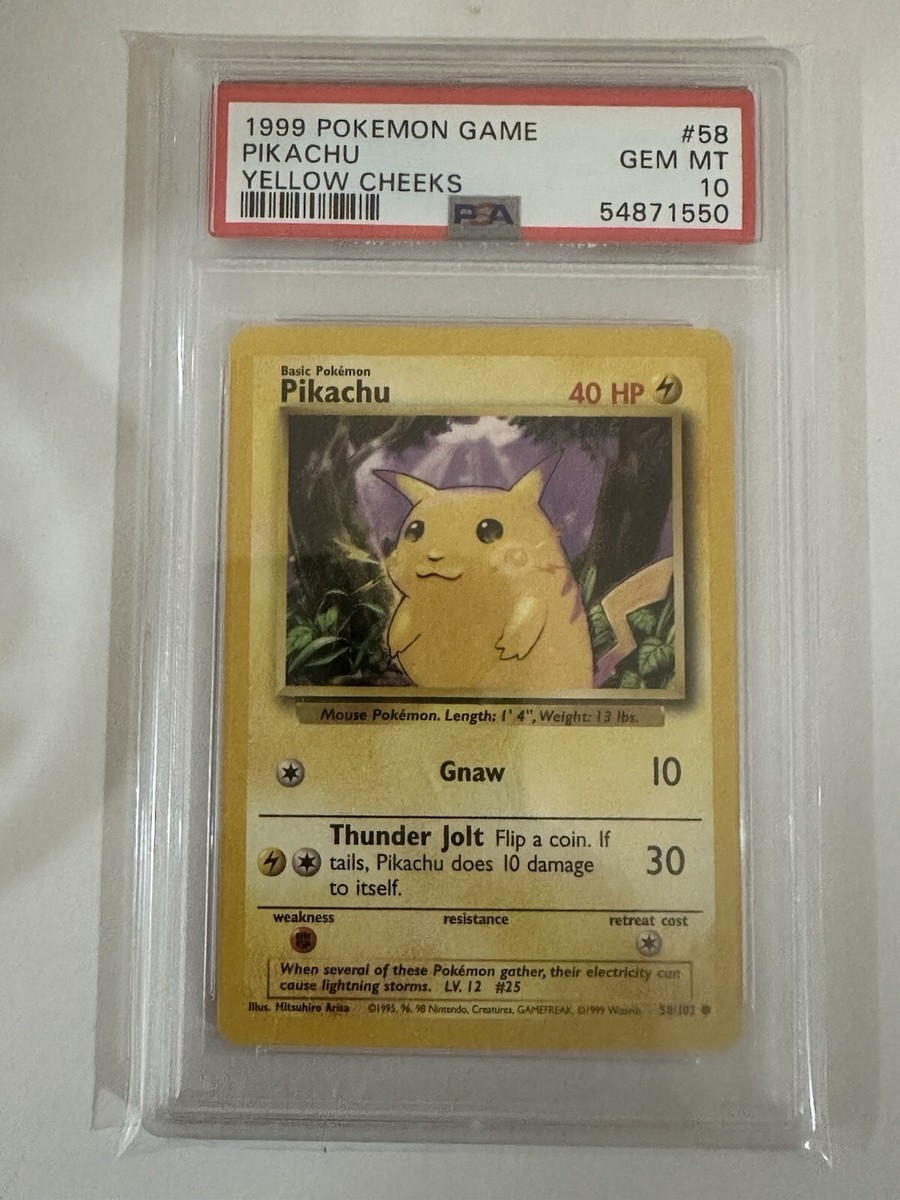 1999 POKEMON GAME #58
PIKACHU GEM MT
YELLOW CHEEKS 10
PSA 54871550
Basic Pokémon
Pikachu 40 HP
Mouse Pokémon. Length: 1' 4", Weight: 13 lbs.
Gnaw 10
Thunder Jolt Flip a coin. If
tails, Pikachu does 10 damage
to itself.
30
weakness resistance retreat cost
When several of these Pokémon gather, their electricity can
cause lightning storms. LV. 12 #25
Illus. Mitsuhiro Arita ©1995, 96, 98 Nintendo, Creatures, GAMEFREAK. ©1999 Wizards 58/102